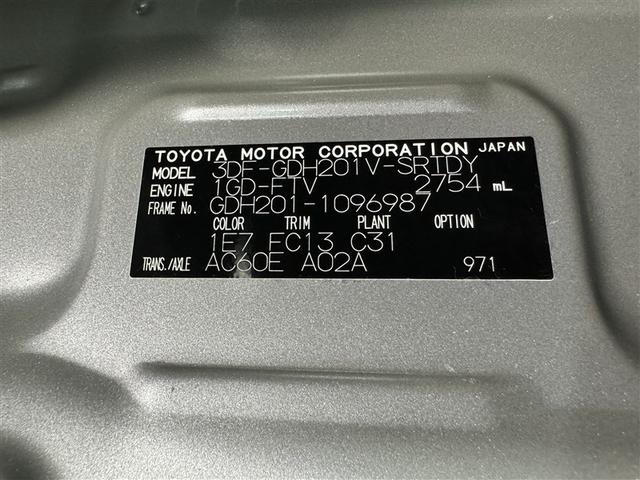 TOYOTA MOTOR CORPORATION JAPAN
MODEL 3DF-GDH201V-SRTDY
ENGINE 1GD-FTV 2754 mL
FRAME No. GDH201-1096987
COLOR TRIM PLANT OPTION
1E7 FC13 C31
TRANS./AXLE AC60E A02A 971